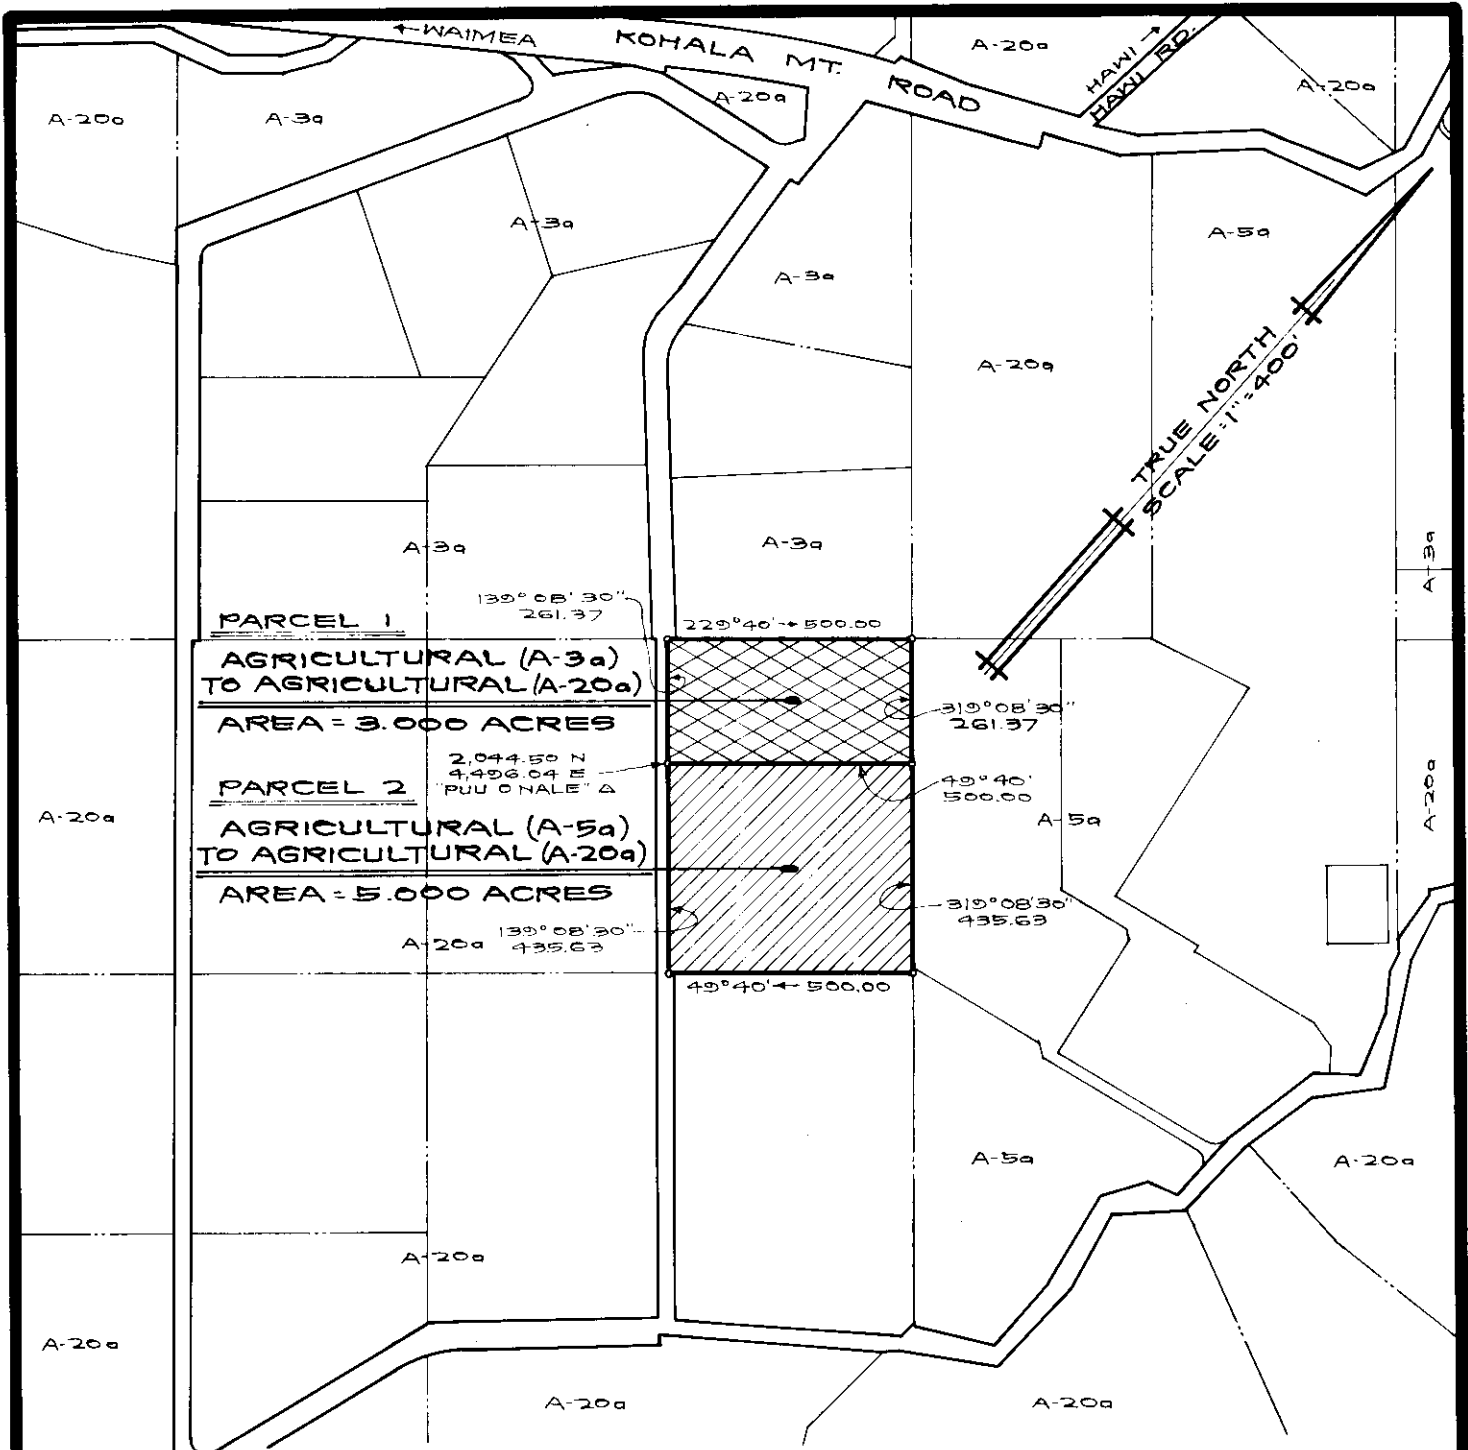 ←WAIMEA KOHALA MT. ROAD
HAWI →
HAWI RD.
A-20a
A-20a
A-20a
A-20a
A-3a
A-3a
A-5a
A-3a
A-20a
TRUE NORTH
SCALE: 1"=400'
A-3a
A-3a
A-3a
139°08'30"
261.37
229°40' → 500.00
PARCEL 1
AGRICULTURAL (A-3a)
TO AGRICULTURAL (A-20a)
AREA = 3.000 ACRES
319°08'30"
261.37
2,044.50 N
4,496.04 E
"PUU O NALE" Δ
49°40'
500.00
PARCEL 2
AGRICULTURAL (A-5a)
TO AGRICULTURAL (A-20a)
AREA = 5.000 ACRES
A-20a
A-5a
A-20a
319°08'30"
435.63
A-20a
139°08'30"
435.63
49°40' ← 500.00
A-5a
A-20a
A-20a
A-20a
A-20a
A-20a